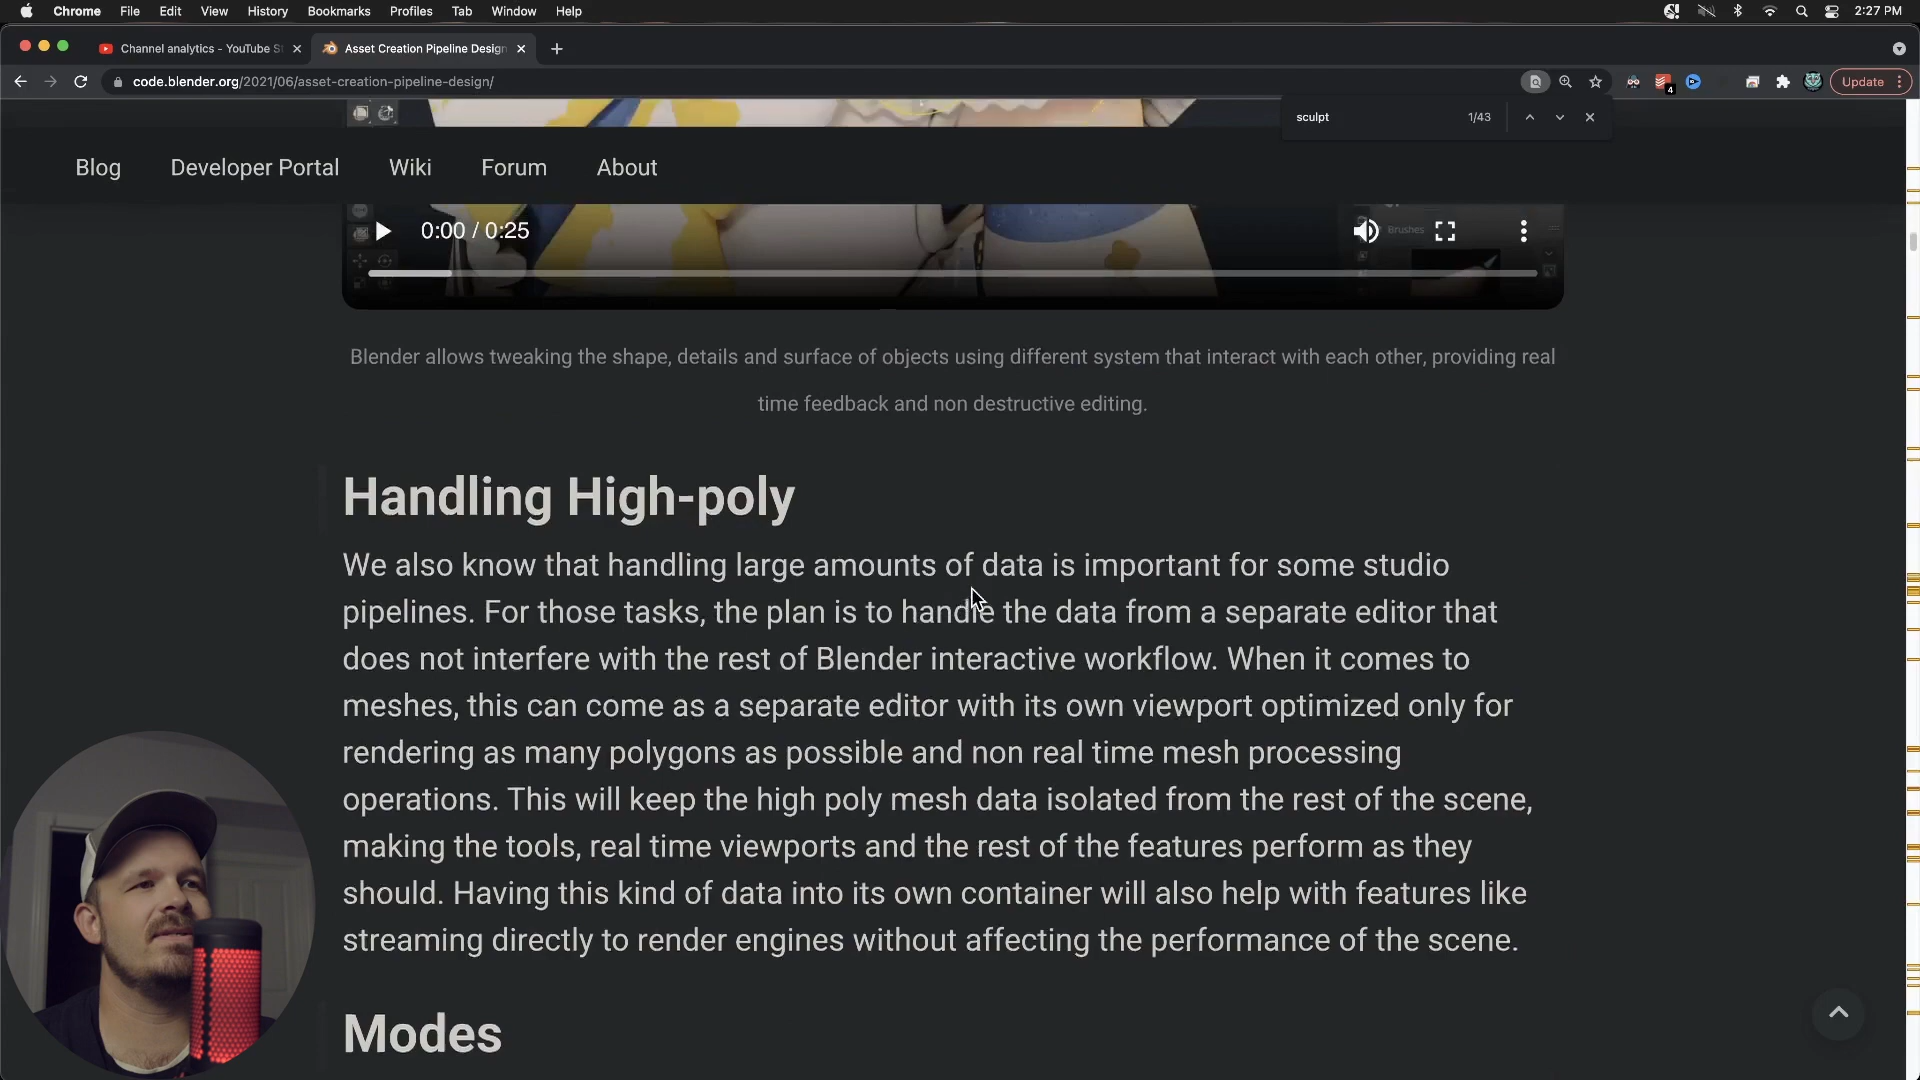 Chrome File Edit View History Bookmarks Profiles Tab Window Help 2:27 PM
Channel analytics - YouTube S
Asset Creation Pipeline Design
code.blender.org/2021/06/asset-creation-pipeline-design/
4
Update
sculpt 1/43
Blog Developer Portal Wiki Forum About
0:00 / 0:25
Brushes
Blender allows tweaking the shape, details and surface of objects using different system that interact with each other, providing real
time feedback and non destructive editing.
Handling High-poly
We also know that handling large amounts of data is important for some studio
pipelines. For those tasks, the plan is to handle the data from a separate editor that
does not interfere with the rest of Blender interactive workflow. When it comes to
meshes, this can come as a separate editor with its own viewport optimized only for
rendering as many polygons as possible and non real time mesh processing
operations. This will keep the high poly mesh data isolated from the rest of the scene,
making the tools, real time viewports and the rest of the features perform as they
should. Having this kind of data into its own container will also help with features like
streaming directly to render engines without affecting the performance of the scene.
Modes